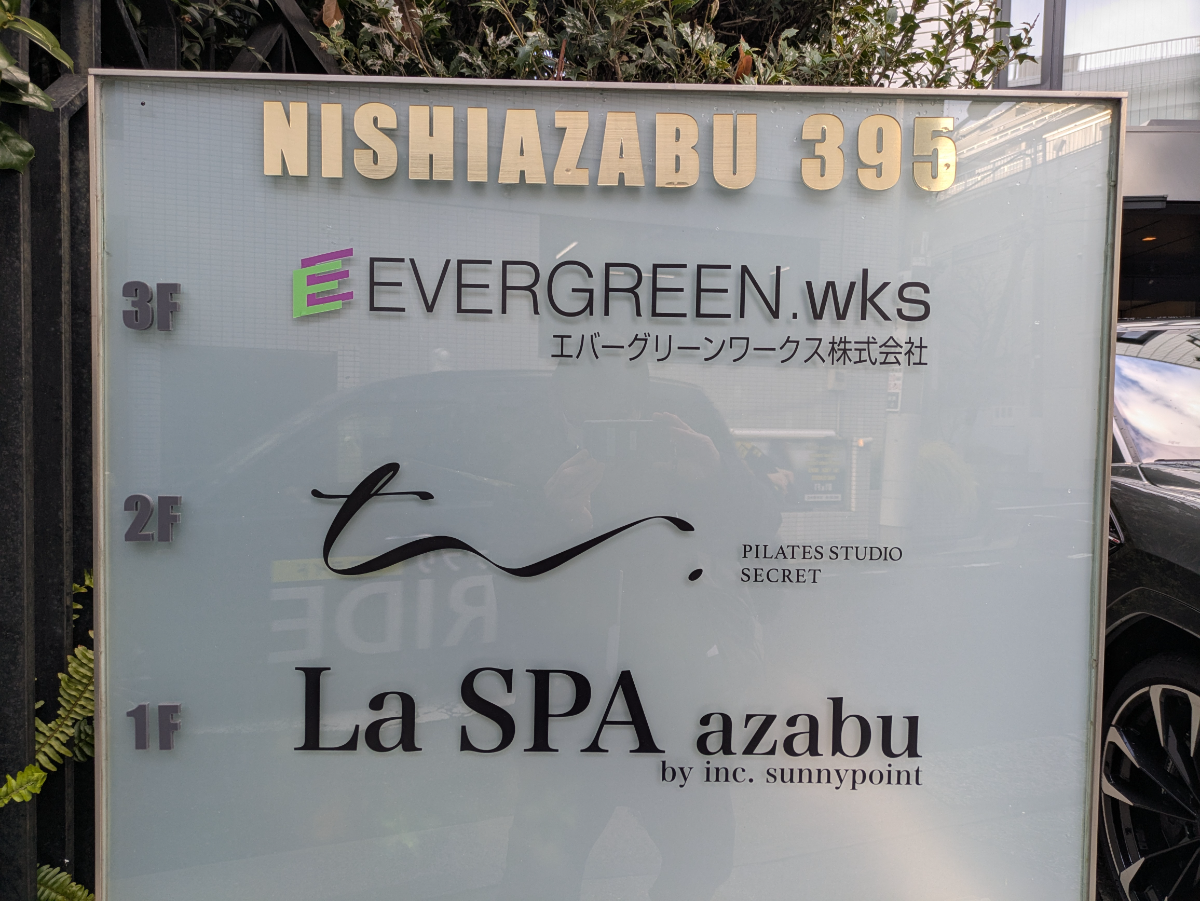 NISHIAZABU 395
3F
EVERGREEN.wks
エバーグリーンワークス株式会社
2F
t
PILATES STUDIO
SECRET
RIDE
1F
La SPA azabu
by inc. sunnypoint